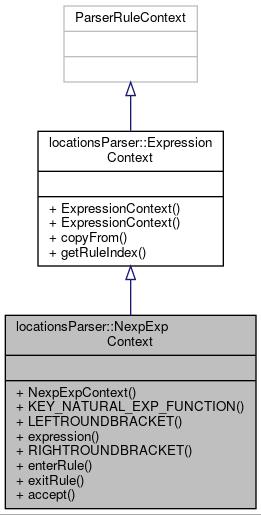 ParserRuleContext
locationsParser::Expression
Context
+ ExpressionContext()
+ ExpressionContext()
+ copyFrom()
+ getRuleIndex()
locationsParser::NexpExp
Context
+ NexpExpContext()
+ KEY_NATURAL_EXP_FUNCTION()
+ LEFTROUNDBRACKET()
+ expression()
+ RIGHTROUNDBRACKET()
+ enterRule()
+ exitRule()
+ accept()